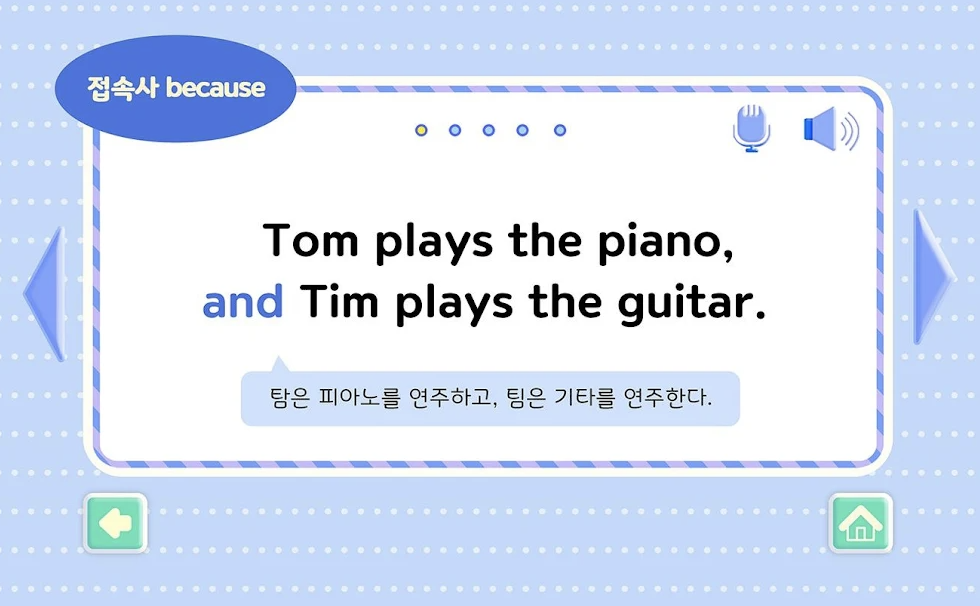 접속사 because
Tom plays the piano,
and Tim plays the guitar.
탐은 피아노를 연주하고, 팀은 기타를 연주한다.